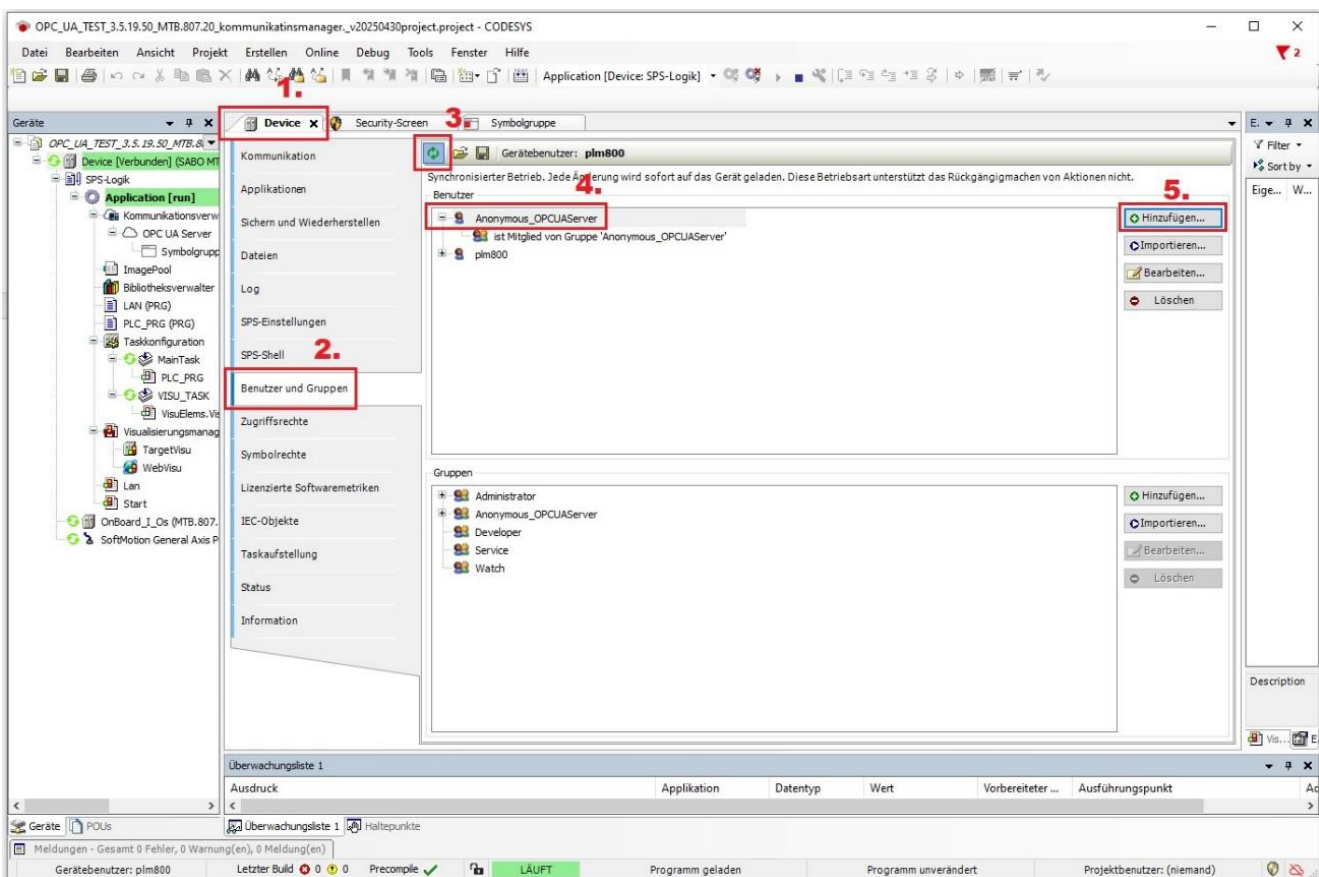 OPC_UA_TEST_3.5.19.50_MTB.807.20_kommunikatinsmanager._v20250430project.project - CODESYS
Datei Bearbeiten Ansicht Projekt Erstellen Online Debug Tools Fenster Hilfe
2
Application [Device: SPS-Logik]
1.
Geräte
OPC_UA_TEST_3.5.19.50_MTB.8
Device [Verbunden] (SABO MT
SPS-Logik
Application [run]
Kommunikationsverw
OPC UA Server
Symbolgrupp
ImagePool
Bibliotheksverwalter
LAN (PRG)
PLC_PRG (PRG)
Taskkonfiguration
MainTask
PLC_PRG
VISU_TASK
VisuElems.Vis
Visualisierungsmanag
TargetVisu
WebVisu
Lan
Start
OnBoard_I_Os (MTB.807.
SoftMotion General Axis P
Geräte POUs
Device Security-Screen Symbolgruppe
3.
Kommunikation
Applikationen
Sichern und Wiederherstellen
Dateien
Log
SPS-Einstellungen
SPS-Shell
2.
Benutzer und Gruppen
Zugriffsrechte
Symbolrechte
Lizenzierte Softwaremetriken
IEC-Objekte
Taskaufstellung
Status
Information
Gerätebenutzer: plm800
Synchronisierter Betrieb. Jede Änderung wird sofort auf das Gerät geladen. Diese Betriebsart unterstützt das Rückgängigmachen von Aktionen nicht.
4.
5.
Benutzer
Anonymous_OPCUAServer
ist Mitglied von Gruppe 'Anonymous_OPCUAServer'
plm800
Hinzufügen...
Importieren...
Bearbeiten...
Löschen
Gruppen
Administrator
Anonymous_OPCUAServer
Developer
Service
Watch
Hinzufügen...
Importieren...
Bearbeiten...
Löschen
E.
Filter
Sort by
Eige... W...
Description
Vis... E
Überwachungsliste 1
Ausdruck Applikation Datentyp Wert Vorbereiteter ... Ausführungspunkt
Überwachungsliste 1 Haltepunkte
Meldungen - Gesamt 0 Fehler, 0 Warnung(en), 0 Meldung(en)
Gerätebenutzer: plm800 Letzter Build 0 0 Precompile LÄUFT Programm geladen Programm unverändert Projektbenutzer: (niemand)